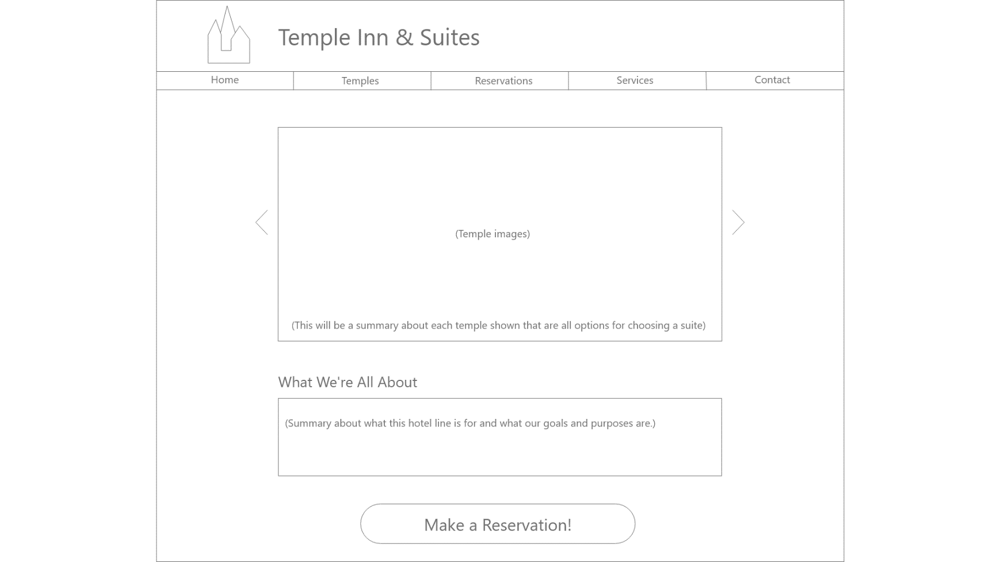 Temple Inn & Suites
Home
Temples
Reservations
Services
Contact
(Temple images)
(This will be a summary about each temple shown that are all options for choosing a suite)
What We're All About
(Summary about what this hotel line is for and what our goals and purposes are.)
Make a Reservation!